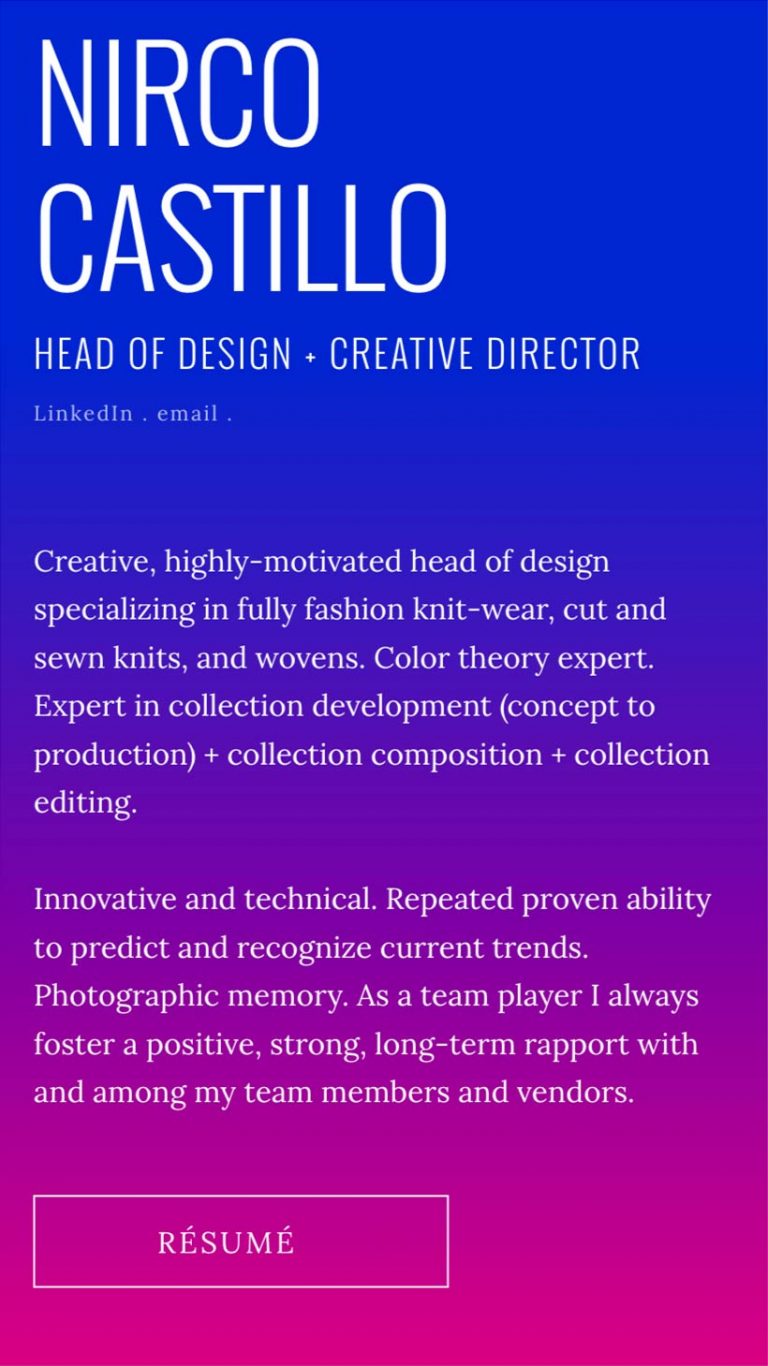 NIRCO
CASTILLO
HEAD OF DESIGN + CREATIVE DIRECTOR
LinkedIn . email .
Creative, highly-motivated head of design
specializing in fully fashion knit-wear, cut and
sewn knits, and wovens. Color theory expert.
Expert in collection development (concept to
production) + collection composition + collection
editing.
Innovative and technical. Repeated proven ability
to predict and recognize current trends.
Photographic memory. As a team player I always
foster a positive, strong, long-term rapport with
and among my team members and vendors.
RÉSUMÉ